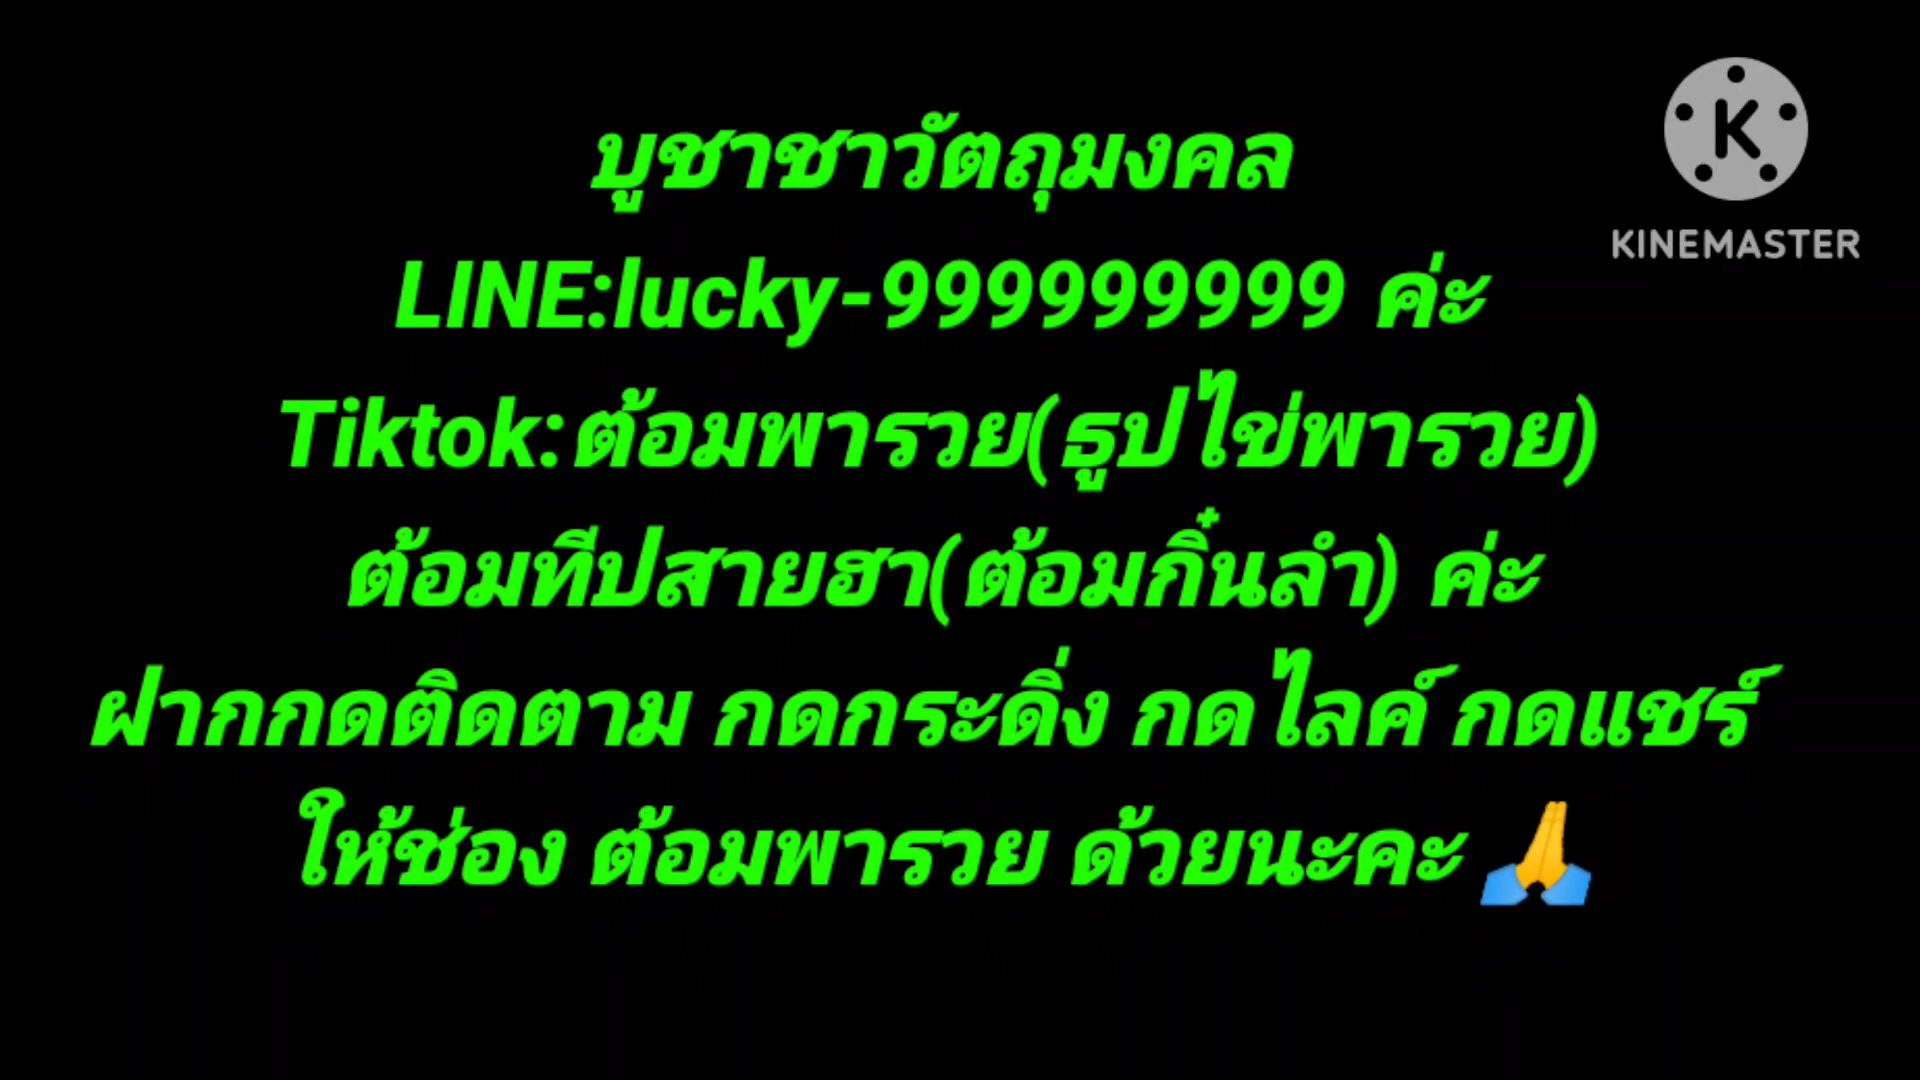 บูชาชาวัตถุมงคล
KINEMASTER
LINE:lucky-999999999 ค่ะ
Tiktok:ต้อมพารวย(ธูปไข่พารวย)
ต้อมทีปสายฮา(ต้อมกิ๋นลำ) ค่ะ
ฝากกดติดตาม กดกระดิ่ง กดไลค์ กดแชร์
ให้ช่อง ต้อมพารวย ด้วยนะคะ🙏